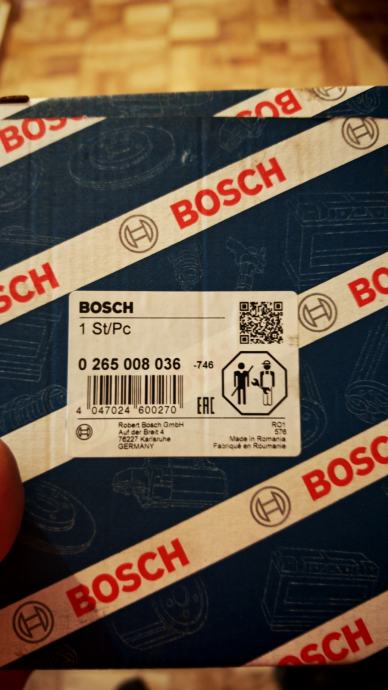 BOSCH
BOSCH
BOSCH
BOSCH
SCH
BO
BOSCH
1 St/Pc
0 265 008 036 -746
4 047024 600270
EAC
Robert Bosch GmbH
Auf der Breit 4
76227 Karlsruhe
GERMANY
RO1
576
Made in Romania
Fabriqué en Roumanie
BOSCH
BOSCH
BOSCH